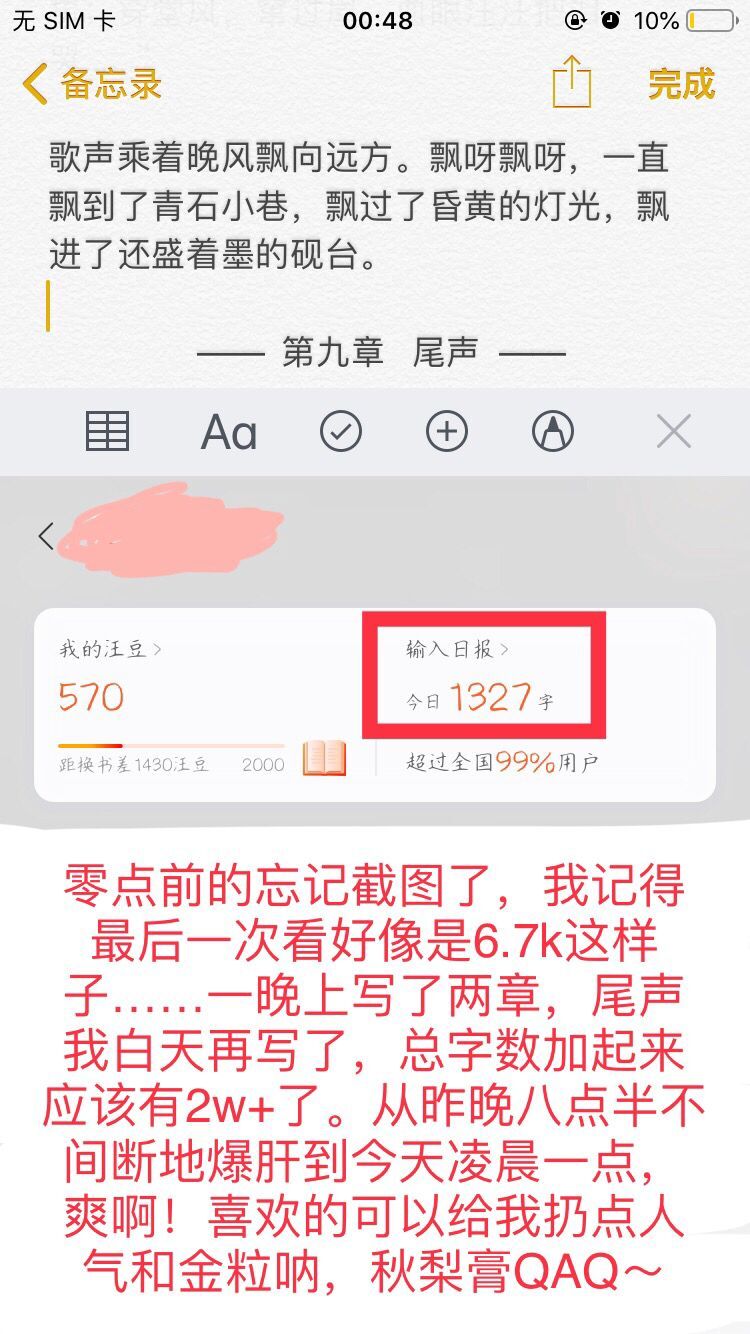 无 SIM 卡 00:48 10%
备忘录 完成
歌声乘着晚风飘向远方。飘呀飘呀，一直
飘到了青石小巷，飘过了昏黄的灯光，飘
进了还盛着墨的砚台。
—— 第九章 尾声 ——
Aa
我的汪豆 >
570
距换书差1430汪豆 2000
输入日报 >
今日 1327 字
超过全国99%用户
零点前的忘记截图了，我记得
最后一次看好像是6.7k这样
子……一晚上写了两章，尾声
我白天再写了，总字数加起来
应该有2w+了。从昨晚八点半不
间断地爆肝到今天凌晨一点，
爽啊！喜欢的可以给我扔点人
气和金粒呐，秋梨膏QAQ～